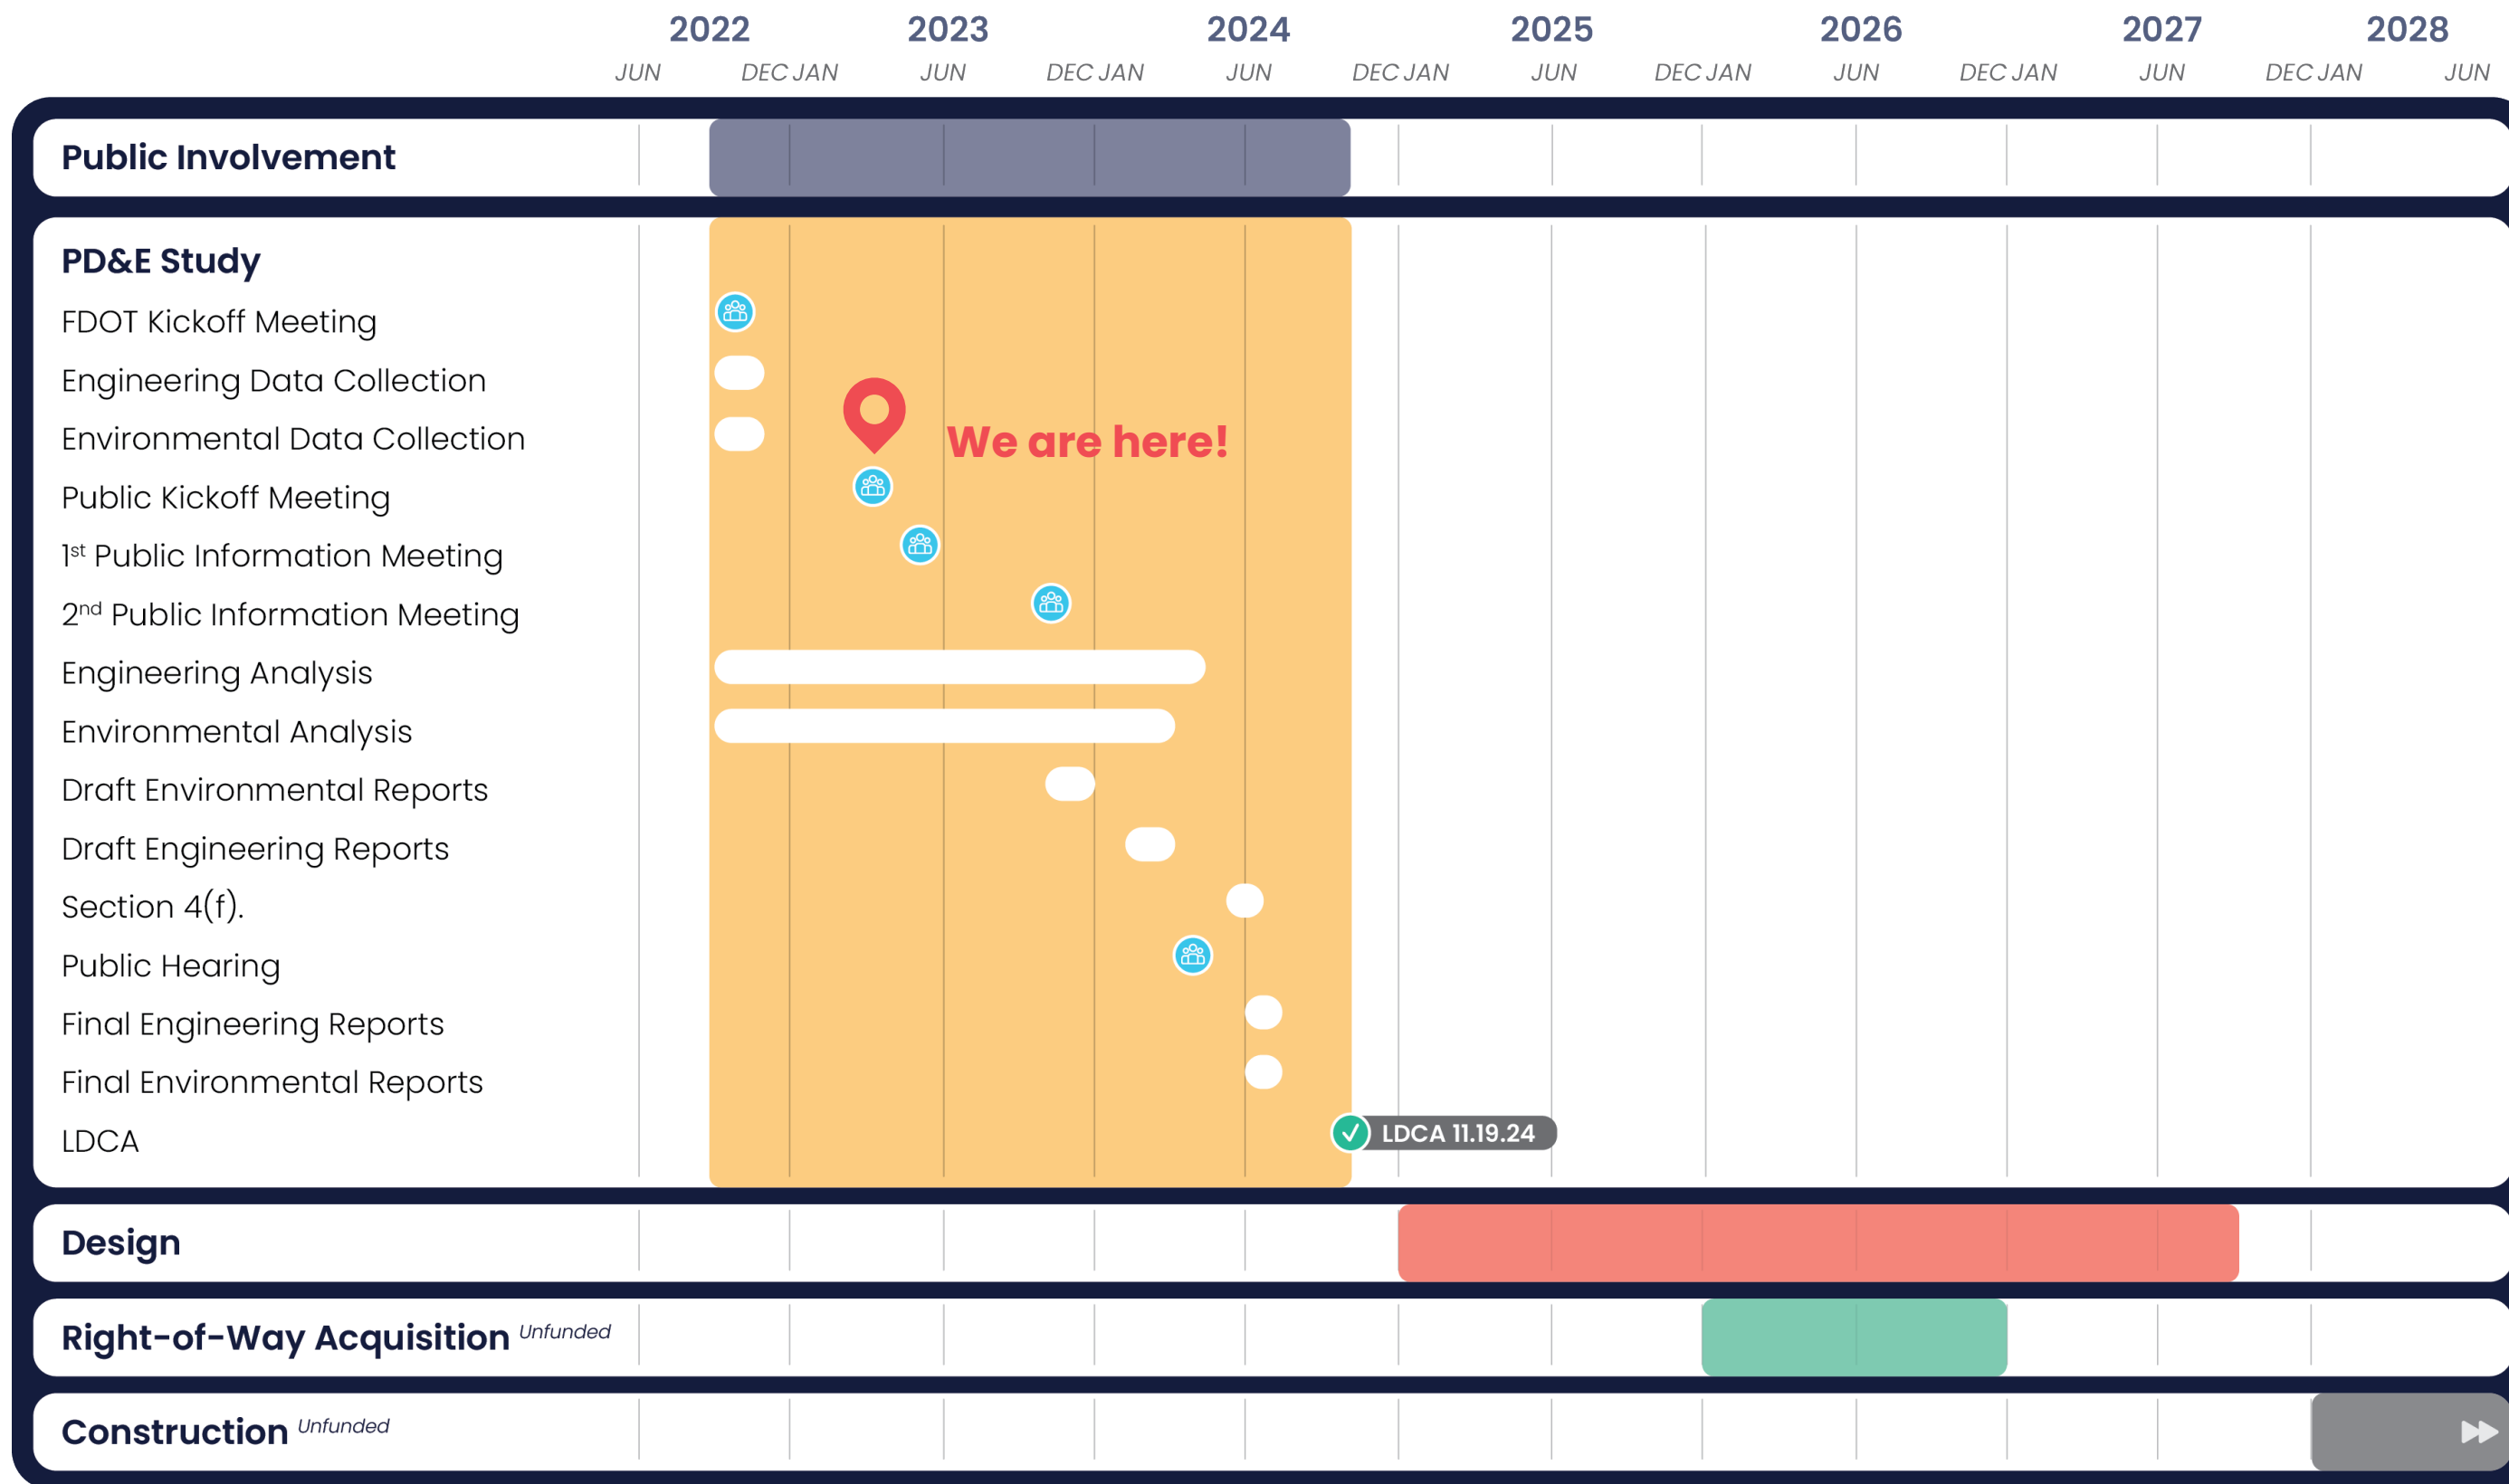 2022 2023 2024 2025 2026 2027 2028
JUN DEC JAN JUN DEC JAN JUN DEC JAN JUN DEC JAN JUN DEC JAN JUN DEC JAN JUN
Public Involvement
PD&E Study
FDOT Kickoff Meeting
Engineering Data Collection
Environmental Data Collection
We are here!
Public Kickoff Meeting
1st Public Information Meeting
2nd Public Information Meeting
Engineering Analysis
Environmental Analysis
Draft Environmental Reports
Draft Engineering Reports
Section 4(f).
Public Hearing
Final Engineering Reports
Final Environmental Reports
LDCA LDCA 11.19.24
Design
Right-of-Way Acquisition Unfunded
Construction Unfunded